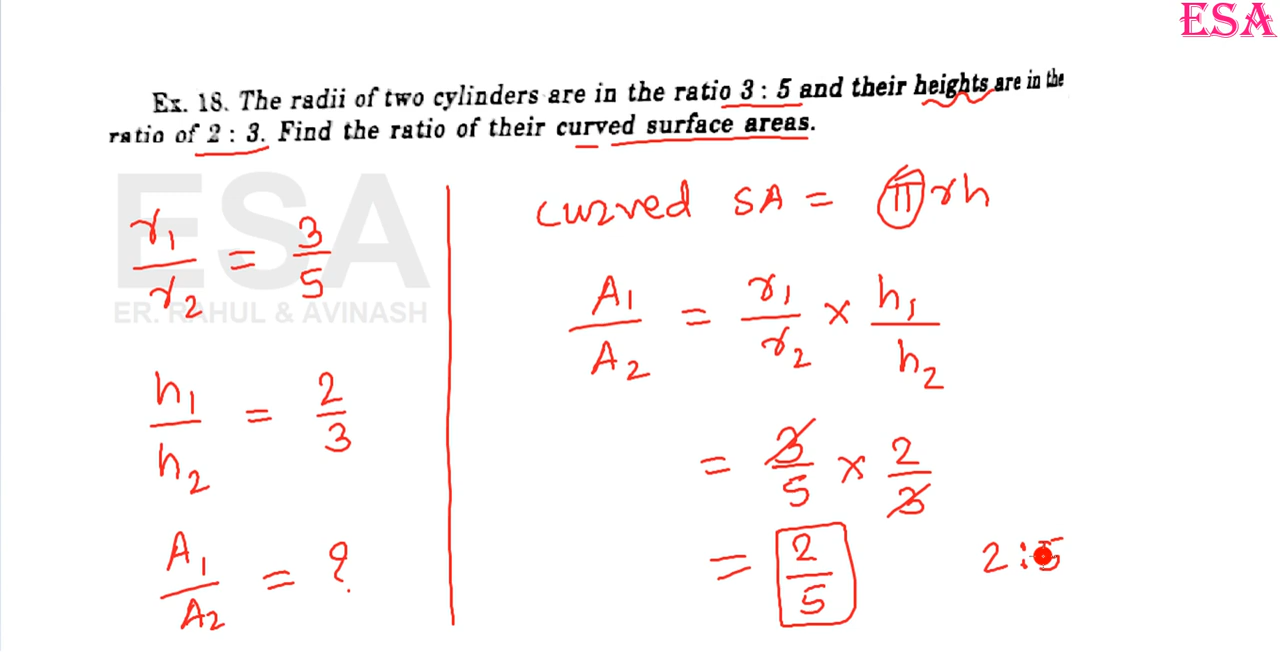 ESA
Ex. 18. The radii of two cylinders are in the ratio 3 : 5 and their heights are in the
ratio of 2 : 3. Find the ratio of their curved surface areas.
ESA
ER. RAHUL & AVINASH
r₁/r₂ = 3/5
h₁/h₂ = 2/3
A₁/A₂ = ?
curved SA = πrh
A₁/A₂ = r₁/r₂ × h₁/h₂
= 3/5 × 2/3
= 2/5
2:5